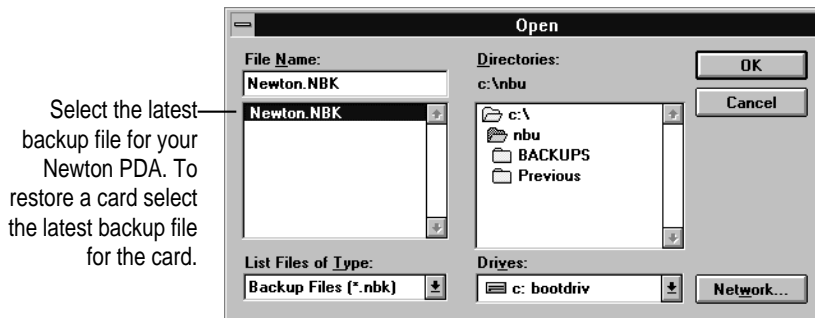 Open
File Name:
Newton.NBK
Newton.NBK
Directories:
c:\nbu
c:\
nbu
BACKUPS
Previous
OK
Cancel
List Files of Type:
Backup Files (*.nbk)
Drives:
c: bootdriv
Network...
Select the latest
backup file for your
Newton PDA. To
restore a card select
the latest backup file
for the card.